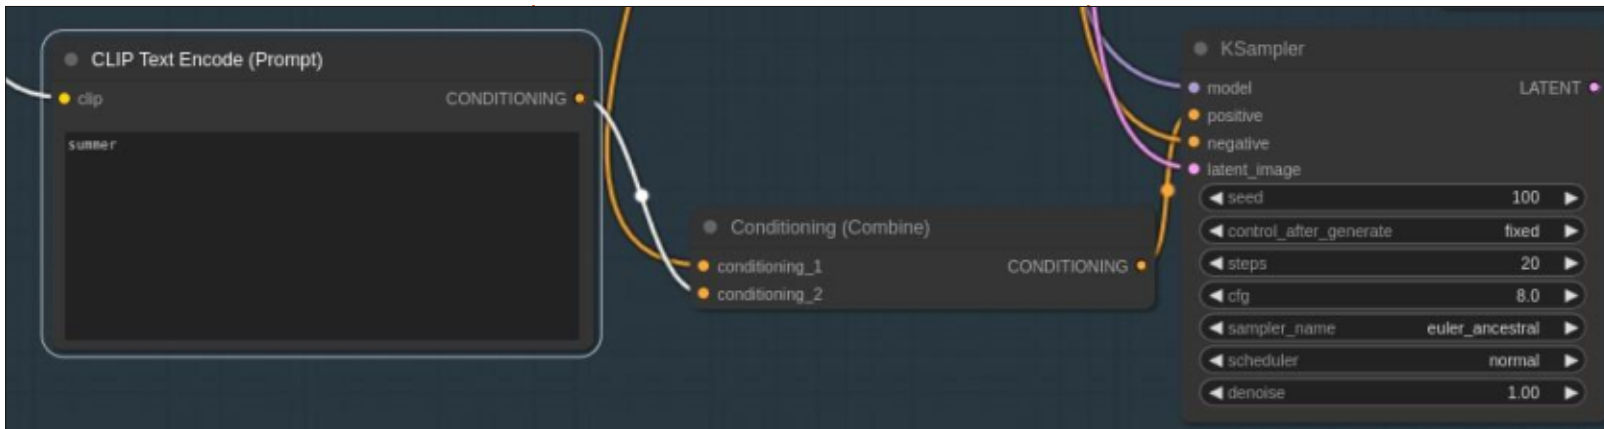 CLIP Text Encode (Prompt)
clip
CONDITIONING
summer
Conditioning (Combine)
conditioning_1
CONDITIONING
conditioning_2
KSampler
model
LATENT
positive
negative
latent_image
seed 100
control_after_generate fixed
steps 20
cfg 8.0
sampler_name euler_ancestral
scheduler normal
denoise 1.00